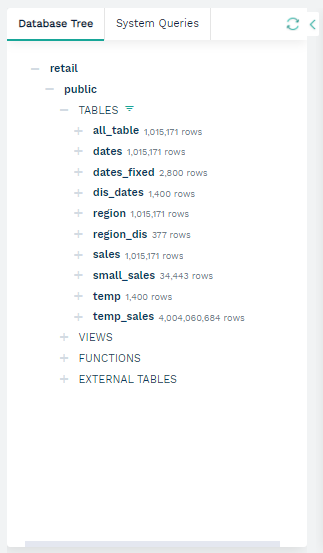 Database Tree System Queries
retail
public
TABLES
all_table 1,015,171 rows
dates 1,015,171 rows
dates_fixed 2,800 rows
dis_dates 1,400 rows
region 1,015,171 rows
region_dis 377 rows
sales 1,015,171 rows
small_sales 34,443 rows
temp 1,400 rows
temp_sales 4,004,060,684 rows
VIEWS
FUNCTIONS
EXTERNAL TABLES